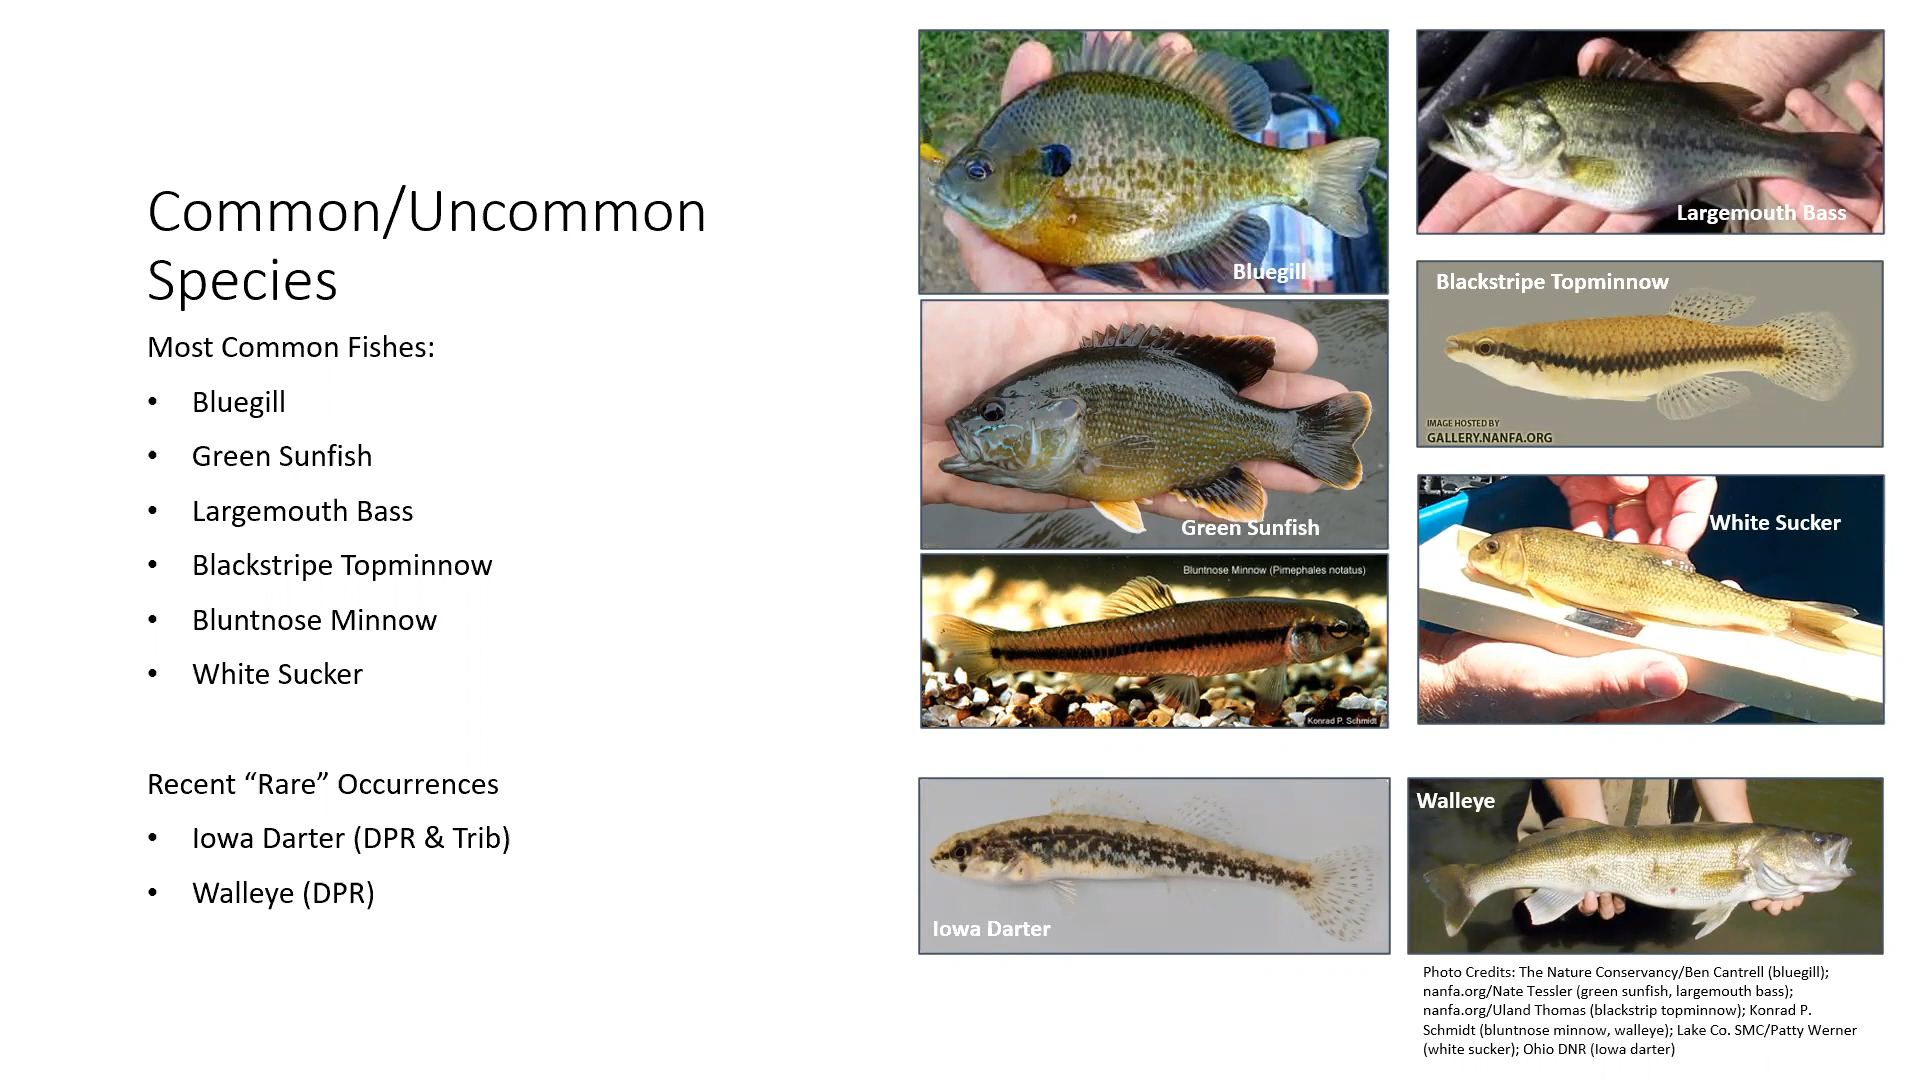 Common/Uncommon
Species
Most Common Fishes:
• Bluegill
• Green Sunfish
• Largemouth Bass
• Blackstripe Topminnow
• Bluntnose Minnow
• White Sucker
Recent “Rare” Occurrences
• Iowa Darter (DPR & Trib)
• Walleye (DPR)
Bluegill
Largemouth Bass
Green Sunfish
Blackstripe Topminnow
IMAGE HOSTED BY
GALLERY.NANFA.ORG
Bluntnose Minnow (Pimephales notatus)
Konrad P. Schmidt
White Sucker
Iowa Darter
Walleye
Photo Credits: The Nature Conservancy/Ben Cantrell (bluegill);
nanfa.org/Nate Tessler (green sunfish, largemouth bass);
nanfa.org/Uland Thomas (blackstrip topminnow); Konrad P.
Schmidt (bluntnose minnow, walleye); Lake Co. SMC/Patty Werner
(white sucker); Ohio DNR (Iowa darter)